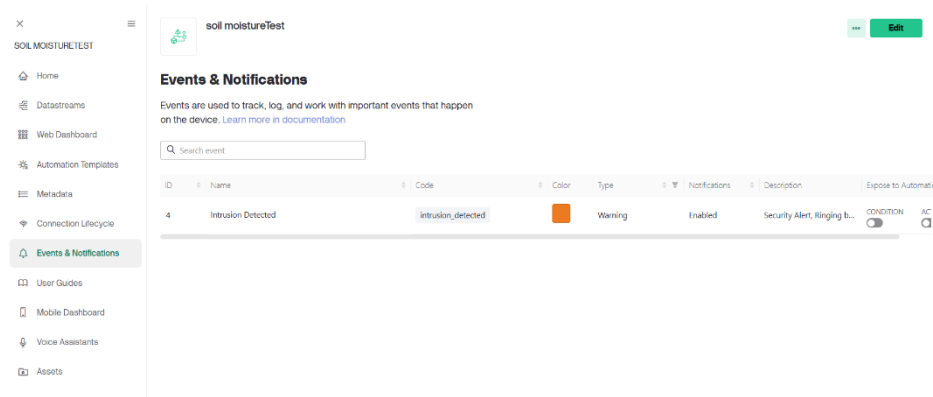 soil moistureTest
Edit
SOIL MOISTURETEST
Home
Datastreams
Web Dashboard
Automation Templates
Metadata
Connection Lifecycle
Events & Notifications
User Guides
Mobile Dashboard
Voice Assistants
Assets
Events & Notifications
Events are used to track, log, and work with important events that happen
on the device. Learn more in documentation
Search event
ID Name Code Color Type Notifications Description Expose to Automati
4 Intrusion Detected intrusion_detected Warning Enabled Security Alert, Ringing b... CONDITION AC